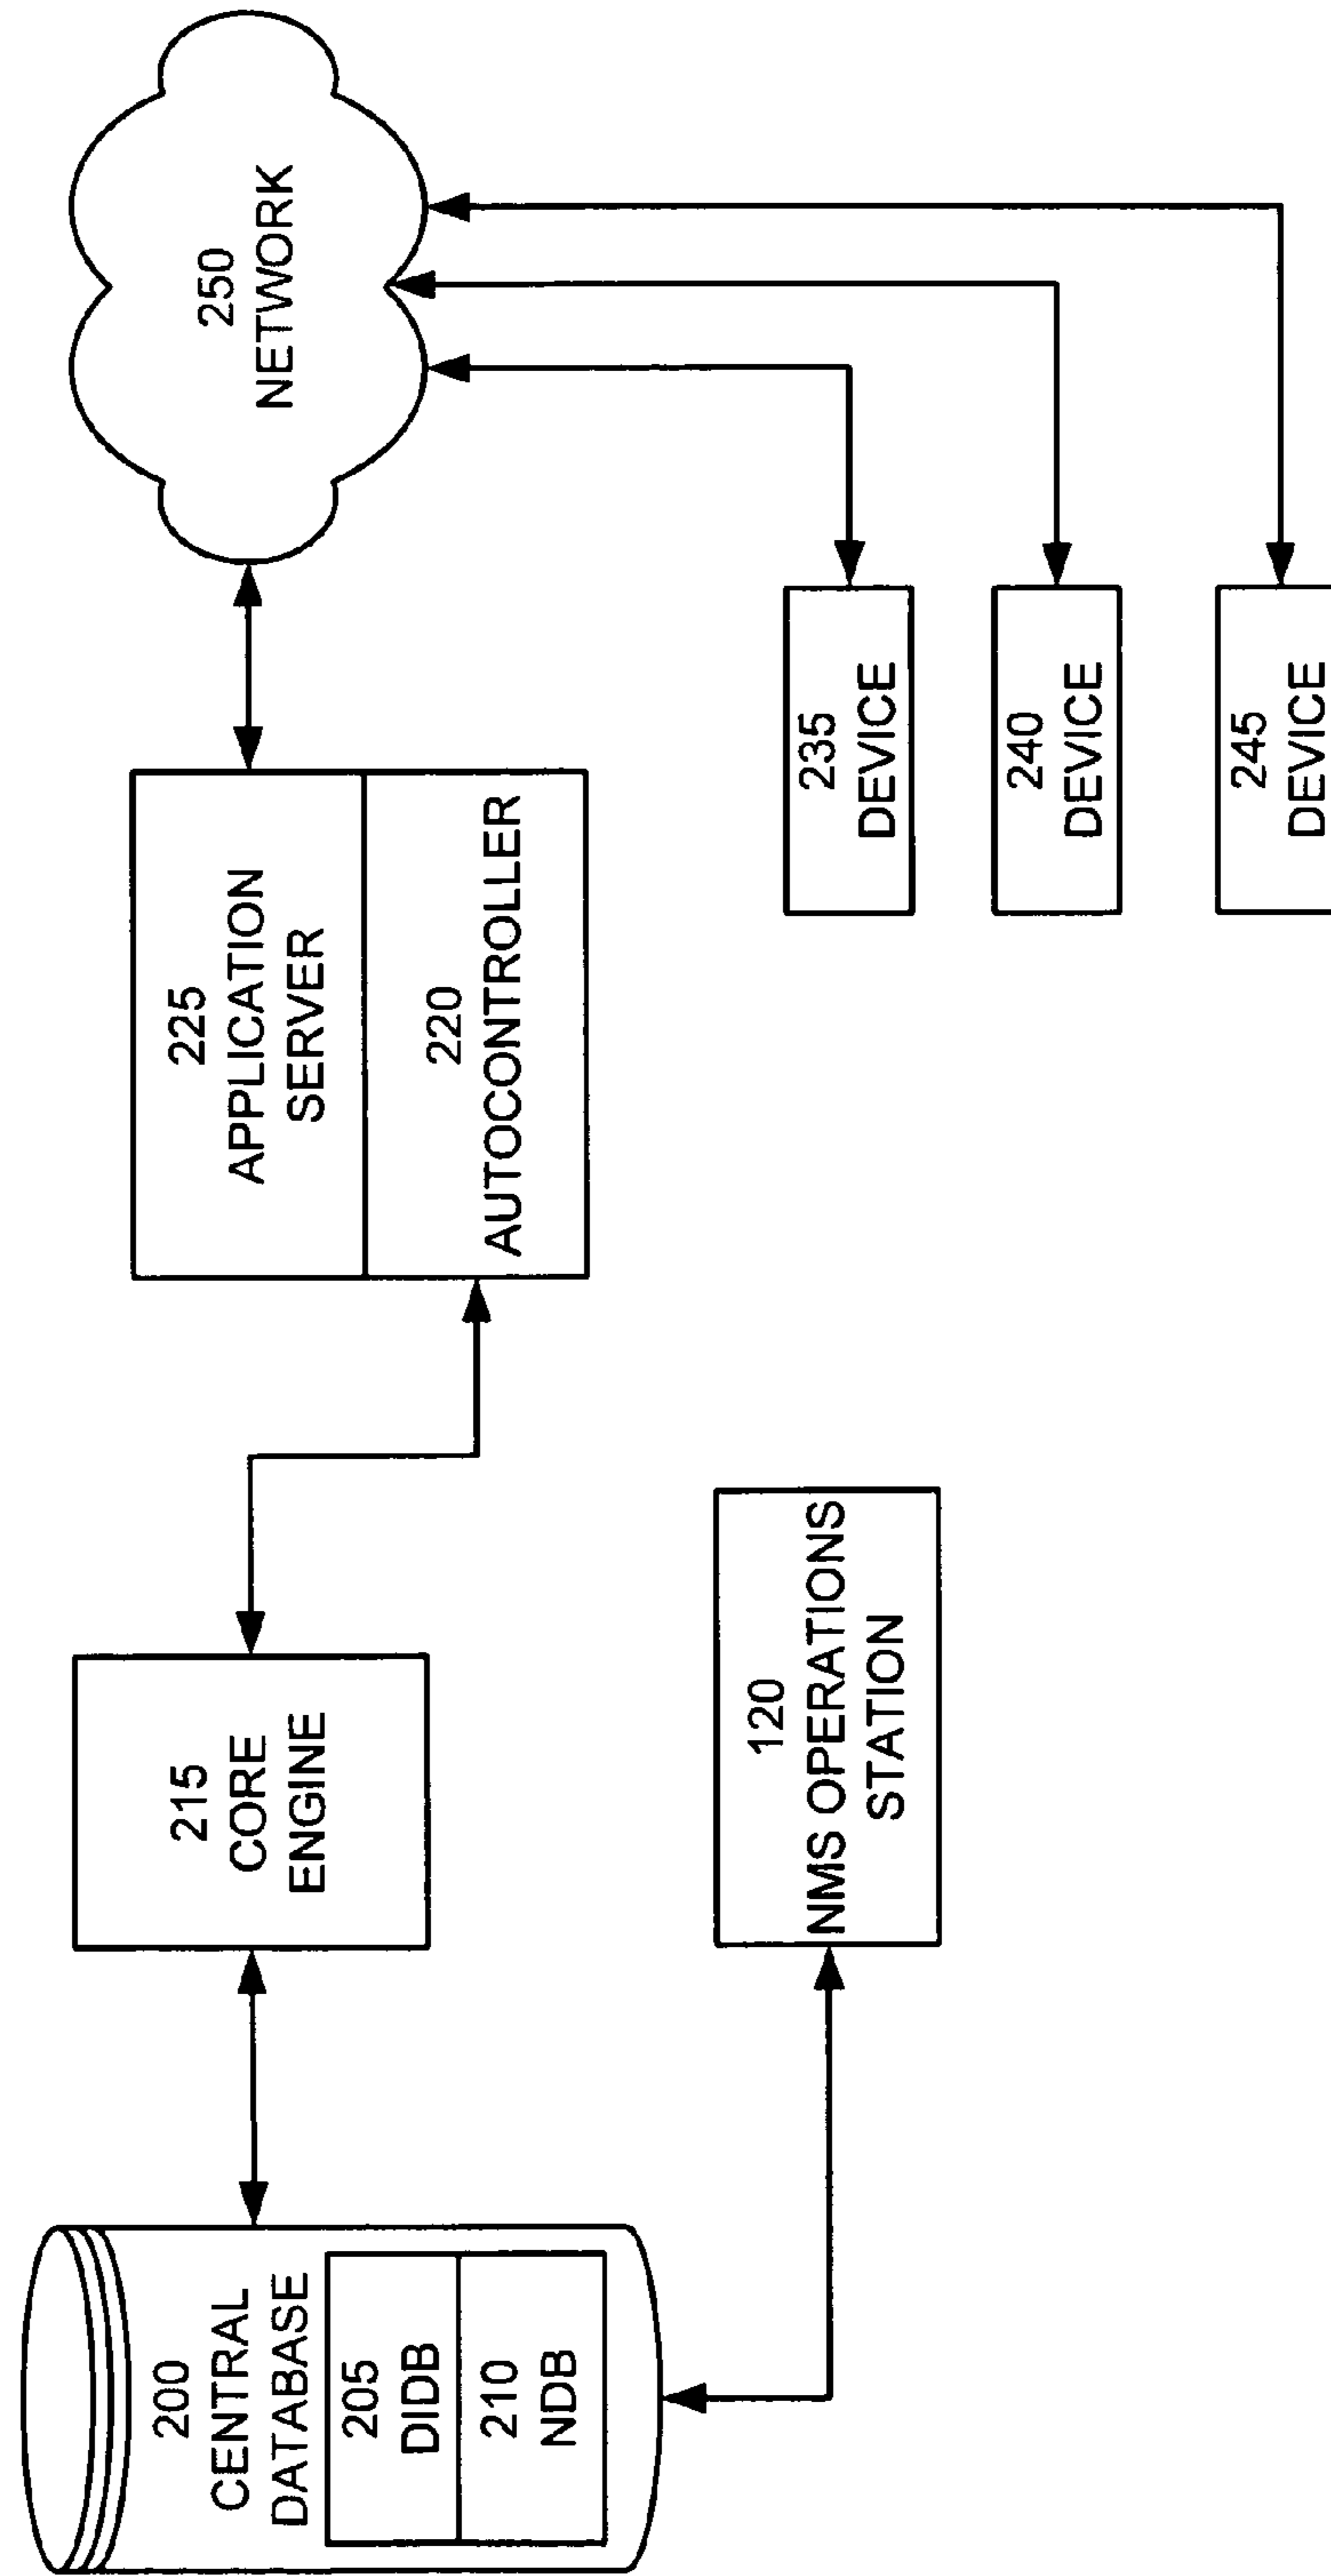 200
CENTRAL
DATABASE
205
DIDB
210
NDB
215
CORE
ENGINE
120
NMS OPERATIONS
STATION
225
APPLICATION
SERVER
220
AUTOCONTROLLER
250
NETWORK
235
DEVICE
240
DEVICE
245
DEVICE